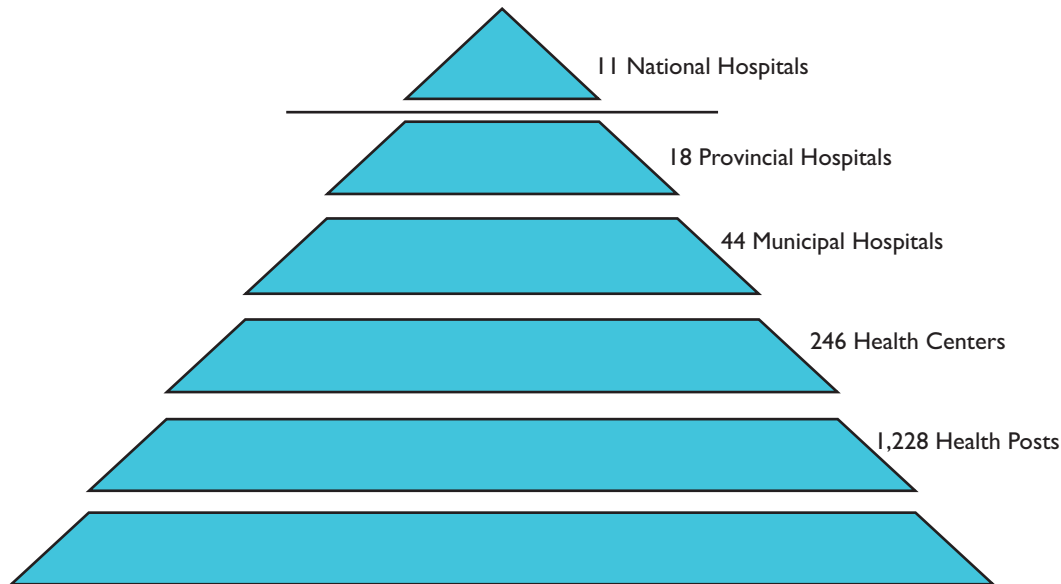 11 National Hospitals
18 Provincial Hospitals
44 Municipal Hospitals
246 Health Centers
1,228 Health Posts